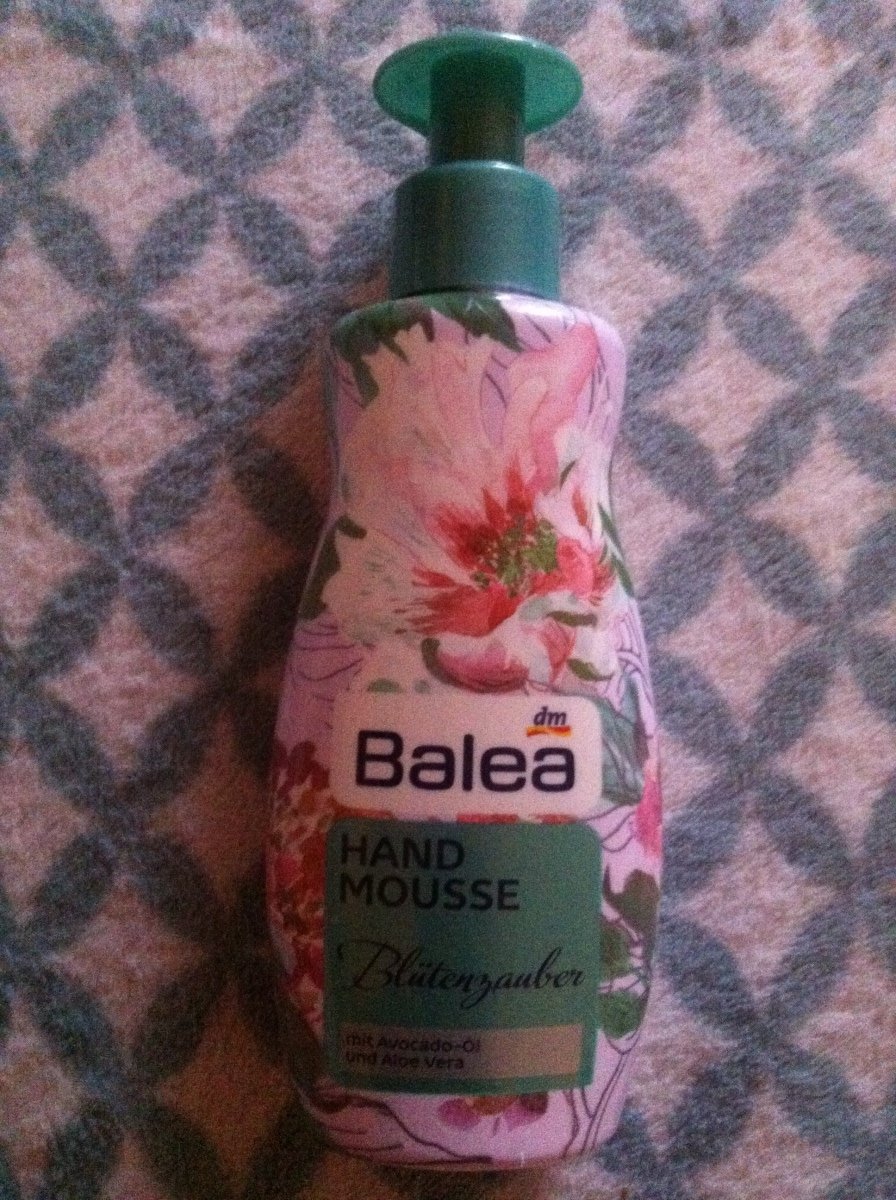 dm
Balea
HAND
MOUSSE
Blütenzauber
mit Avocado-Öl
und Aloe Vera